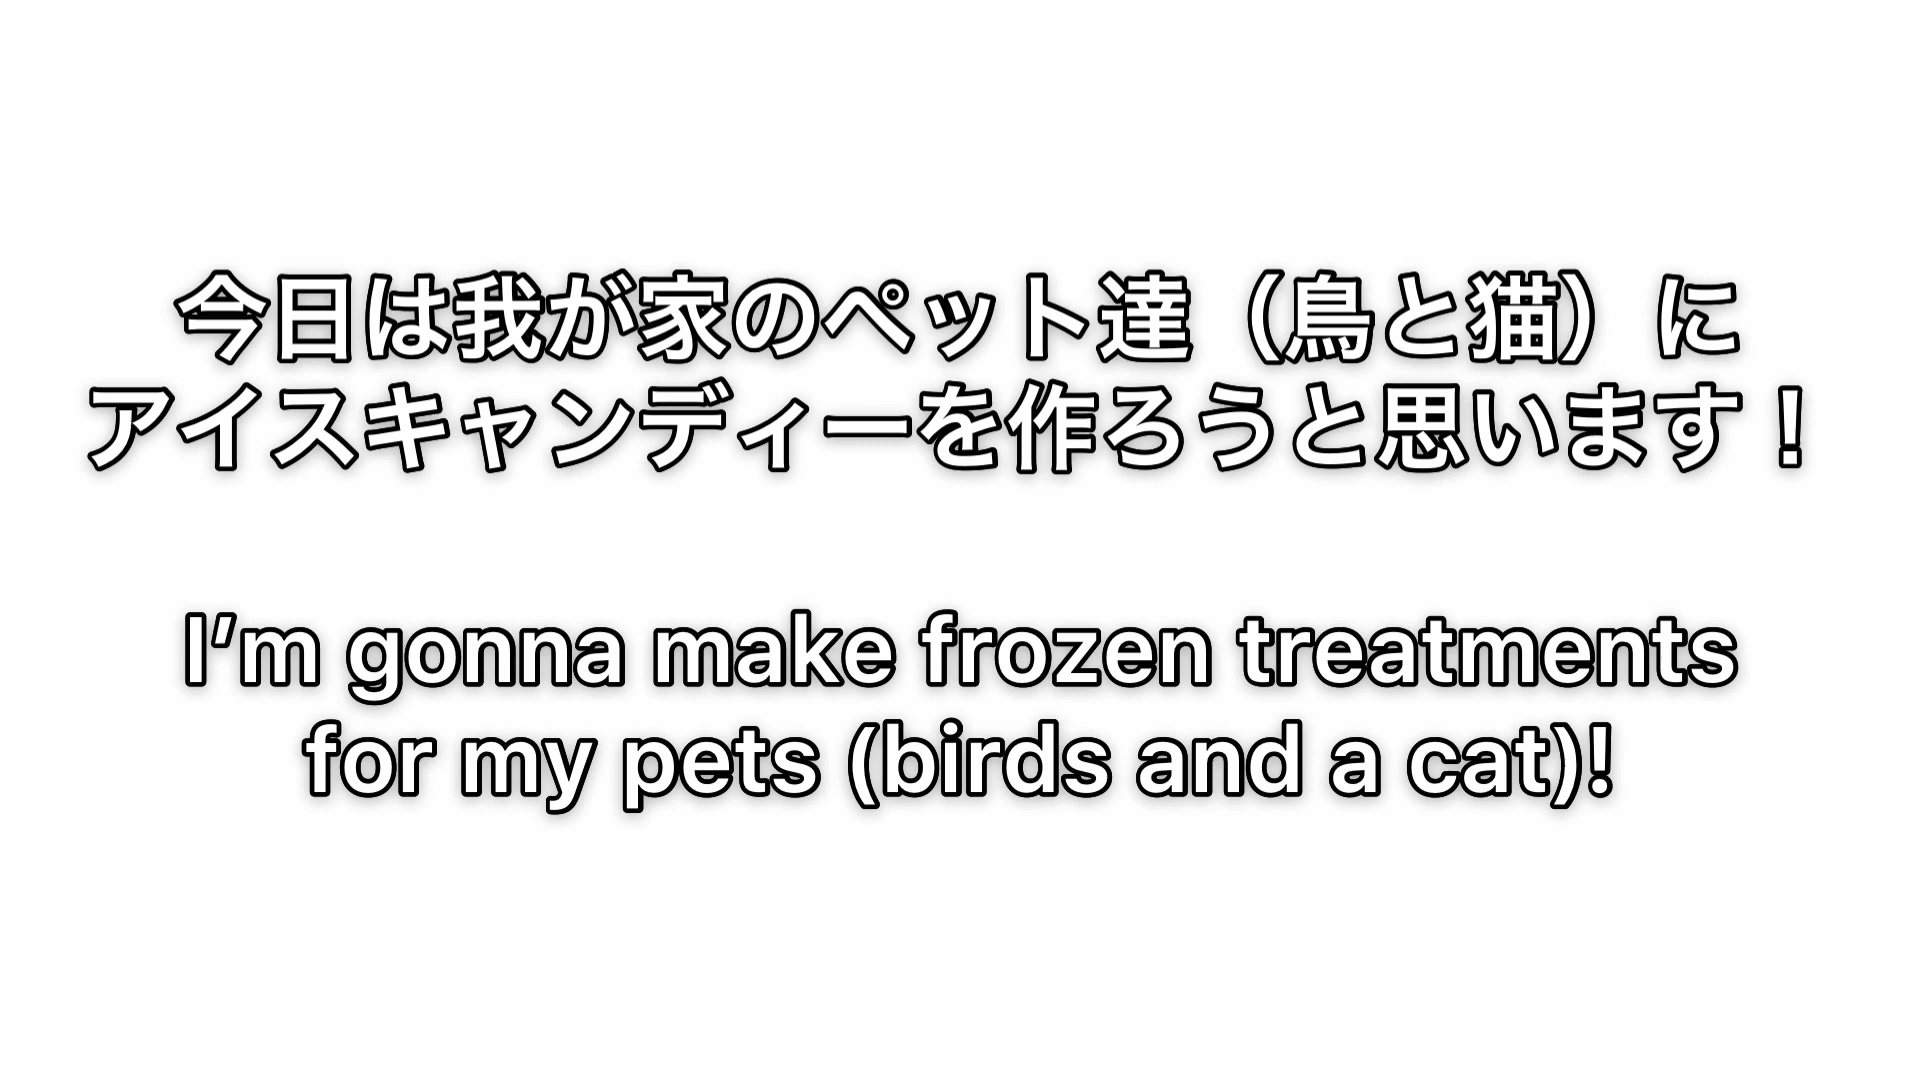 今日は我が家のペット達（鳥と猫）に
アイスキャンディーを作ろうと思います！
I’m gonna make frozen treatments
for my pets (birds and a cat)!